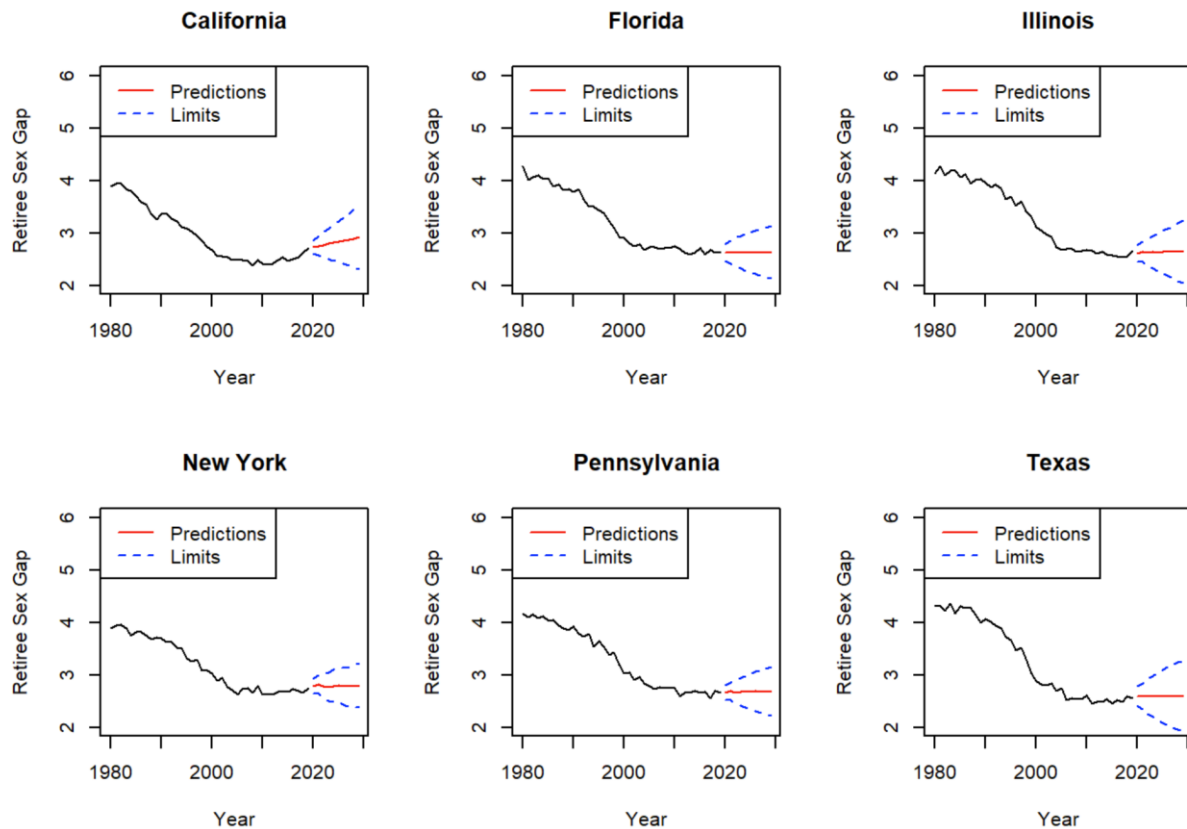 California
Retiree Sex Gap
6
5
4
3
2
Predictions
Limits
1980
2000
2020
Year
Florida
Retiree Sex Gap
6
5
4
3
2
Predictions
Limits
1980
2000
2020
Year
Illinois
Retiree Sex Gap
6
5
4
3
2
Predictions
Limits
1980
2000
2020
Year
New York
Retiree Sex Gap
6
5
4
3
2
Predictions
Limits
1980
2000
2020
Year
Pennsylvania
Retiree Sex Gap
6
5
4
3
2
Predictions
Limits
1980
2000
2020
Year
Texas
Retiree Sex Gap
6
5
4
3
2
Predictions
Limits
1980
2000
2020
Year